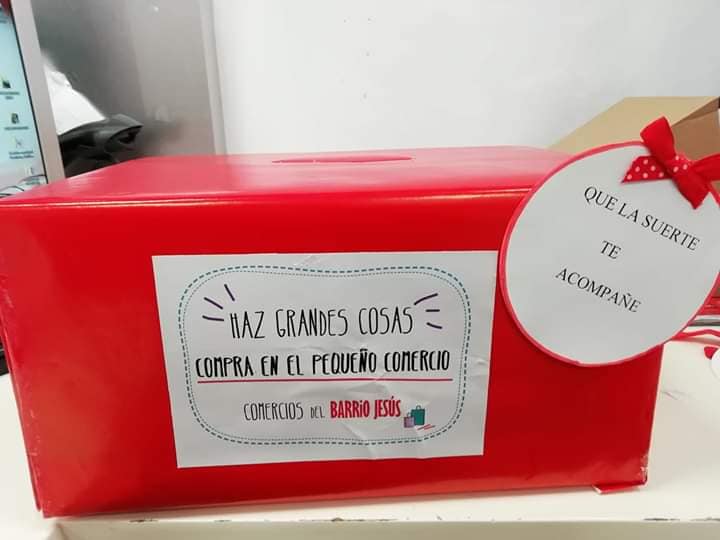 HAZ GRANDES COSAS
COMPRA EN EL PEQUEÑO COMERCIO
COMERCIOS DEL BARRIO JESÚS
QUE LA SUERTE
TE
ACOMPAÑE